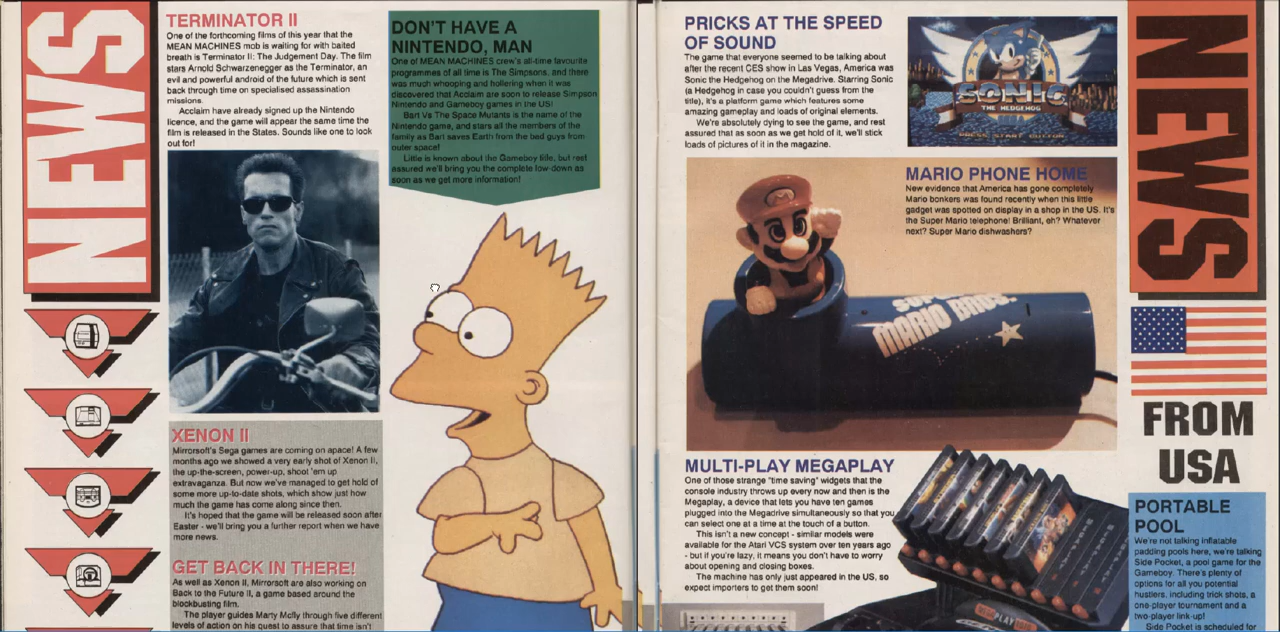 NEWS
TERMINATOR II
One of the forthcoming films of this year that the
MEAN MACHINES mob is waiting for with baited
breath is Terminator II: The Judgement Day. The film
stars Arnold Schwarzenegger as the Terminator, an
evil and powerful android of the future which is sent
back through time on specialised assassination
missions.
Acclaim have already signed up the Nintendo
licence, and the game will appear the same time the
film is released in the States. Sounds like one to look
out for!
XENON II
Mirrorsoft's Sega games are coming on apace! A few
months ago we showed a very early shot of Xenon II,
the up-the-screen, power-up, shoot 'em up
extravaganza. But now we've managed to get hold of
some more up-to-date shots, which show just how
much the game has come along since then.
It's hoped that the game will be released soon after
Easter - we'll bring you a further report when we have
more news.
GET BACK IN THERE!
As well as Xenon II, Mirrorsoft are also working on
Back to the Future II, a game based around the
blockbusting film.
The player guides Marty Mcfly through five different
levels of action on his quest to assure that time isn't
DON'T HAVE A
NINTENDO, MAN
One of MEAN MACHINES crew's all-time favourite
programmes of all time is The Simpsons, and there
was much whooping and hollering when it was
discovered that Acclaim are soon to release Simpson
Nintendo and Gameboy games in the US!
Bart Vs The Space Mutants is the name of the
Nintendo game, and stars all the members of the
family as Bart saves Earth from the bad guys from
outer space!
Little is known about the Gameboy title, but rest
assured we'll bring you the complete low-down as
soon as we get more information!
PRICKS AT THE SPEED
OF SOUND
The game that everyone seemed to be talking about
after the recent CES show in Las Vegas, America was
Sonic the Hedgehog on the Megadrive. Starring Sonic
(a Hedgehog in case you couldn't guess from the
title), it's a platform game which features some
amazing gameplay and loads of original elements.
We're absolutely dying to see the game, and rest
assured that as soon as we get hold of it, we'll stick
loads of pictures of it in the magazine.
SONIC
THE HEDGEHOG
PRESS START BUTTON
MARIO PHONE HOME
New evidence that America has gone completely
Mario bonkers was found recently when this little
gadget was spotted on display in a shop in the US. It's
the Super Mario telephone! Brilliant, eh? Whatever
next? Super Mario dishwashers?
SUPER
MARIO BROS.
MULTI-PLAY MEGAPLAY
One of those strange "time saving" widgets that the
console industry throws up every now and then is the
Megaplay, a device that lets you have ten games
plugged into the Megadrive simultaneously so that you
can select one at a time at the touch of a button.
This isn't a new concept - similar models were
available for the Atari VCS system over ten years ago
- but if you're lazy, it means you don't have to worry
about opening and closing boxes.
The machine has only just appeared in the US, so
expect importers to get them soon!
NEWS
FROM
USA
PORTABLE
POOL
We're not talking inflatable
padding pools here, we're talking
Side Pocket, a pool game for the
Gameboy. There's plenty of
options for all you potential
hustlers, including trick shots, a
one-player tournament and a
two-player link-up!
Side Pocket is scheduled for